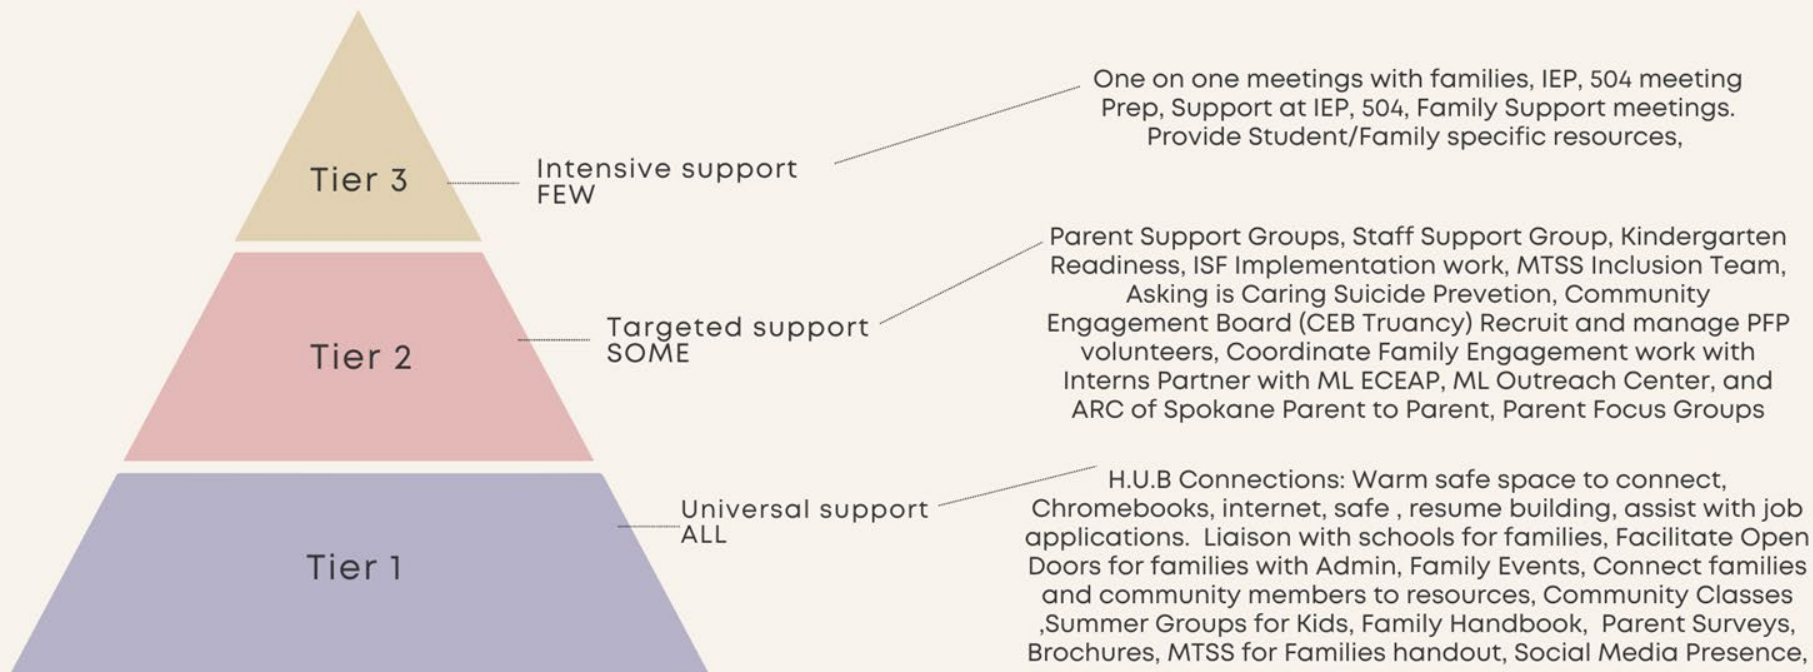 Tier 3
Intensive support
FEW
One on one meetings with families, IEP, 504 meeting
Prep, Support at IEP, 504, Family Support meetings.
Provide Student/Family specific resources,
Tier 2
Targeted support
SOME
Parent Support Groups, Staff Support Group, Kindergarten
Readiness, ISF Implementation work, MTSS Inclusion Team,
Asking is Caring Suicide Prevetion, Community
Engagement Board (CEB Truancy) Recruit and manage PFP
volunteers, Coordinate Family Engagement work with
Interns Partner with ML ECEAP, ML Outreach Center, and
ARC of Spokane Parent to Parent, Parent Focus Groups
Tier 1
Universal support
ALL
H.U.B Connections: Warm safe space to connect,
Chromebooks, internet, safe , resume building, assist with job
applications.  Liaison with schools for families, Facilitate Open
Doors for families with Admin, Family Events, Connect families
and community members to resources, Community Classes
,Summer Groups for Kids, Family Handbook,  Parent Surveys,
Brochures, MTSS for Families handout, Social Media Presence,